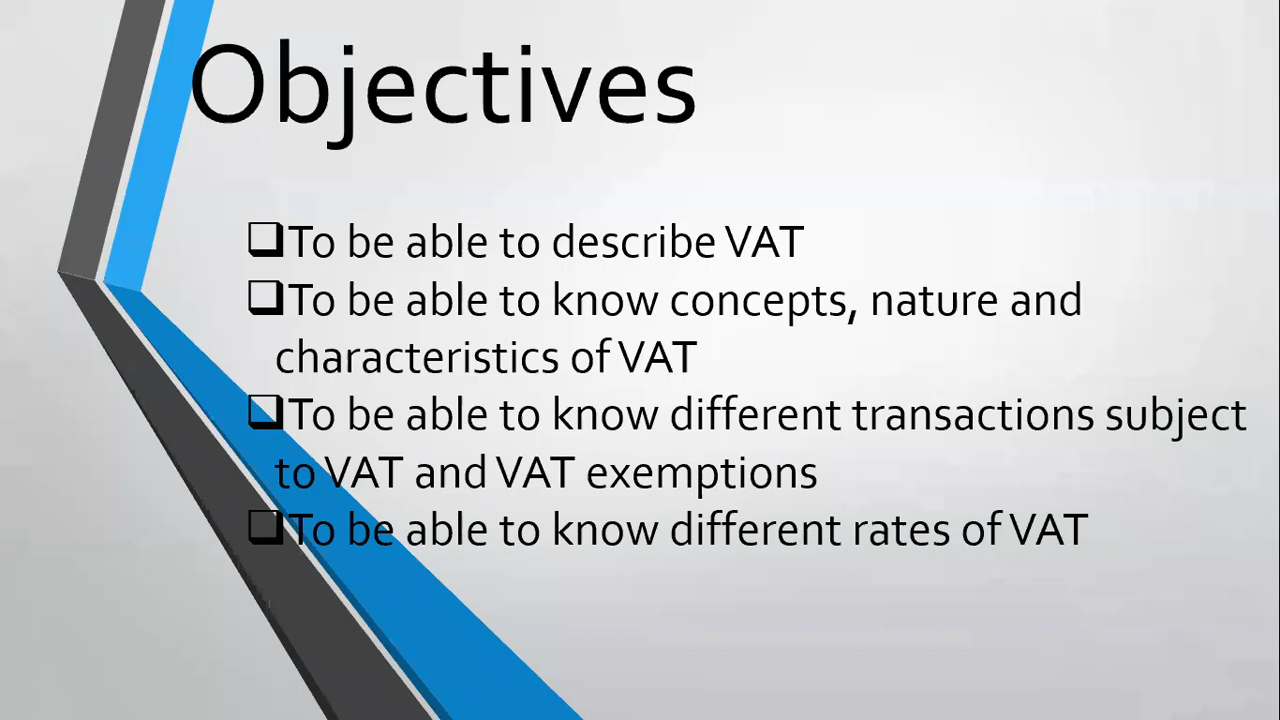 Objectives
❑To be able to describe VAT
❑To be able to know concepts, nature and
characteristics of VAT
❑To be able to know different transactions subject
to VAT and VAT exemptions
❑To be able to know different rates of VAT